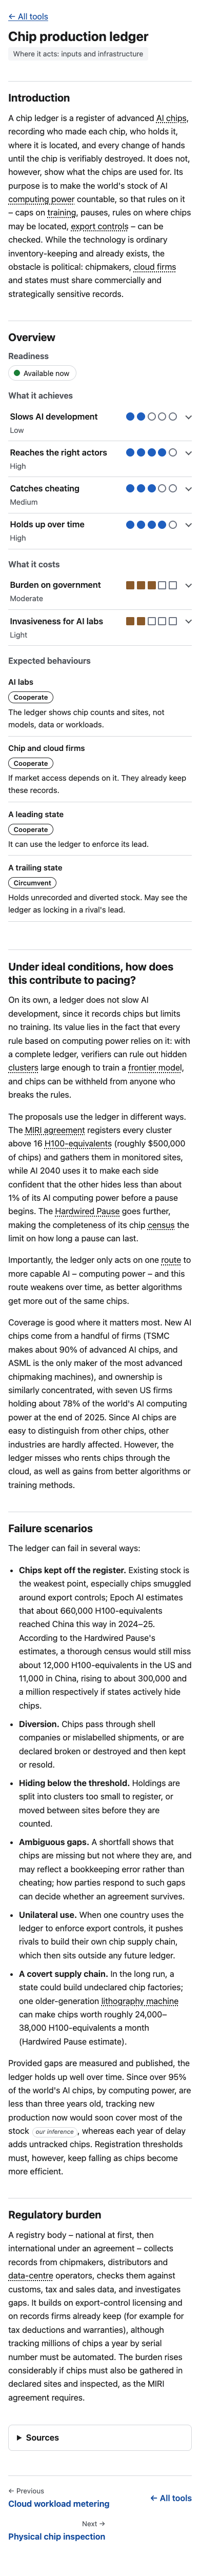 ← All tools
Chip production ledger
Where it acts: inputs and infrastructure
Introduction
A chip ledger is a register of advanced AI chips,
recording who made each chip, who holds it,
where it is located, and every change of hands
until the chip is verifiably destroyed. It does not,
however, show what the chips are used for. Its
purpose is to make the world's stock of AI
computing power countable, so that rules on it
– caps on training, pauses, rules on where chips
may be located, export controls – can be
checked. While the technology is ordinary
inventory-keeping and already exists, the
obstacle is political: chipmakers, cloud firms
and states must share commercially and
strategically sensitive records.
Overview
Readiness
Available now
What it achieves
Slows AI development
Low
Reaches the right actors
High
Catches cheating
Medium
Holds up over time
High
What it costs
Burden on government
Moderate
Invasiveness for AI labs
Light
Expected behaviours
AI labs
Cooperate
The ledger shows chip counts and sites, not
models, data or workloads.
Chip and cloud firms
Cooperate
If market access depends on it. They already keep
these records.
A leading state
Cooperate
It can use the ledger to enforce its lead.
A trailing state
Circumvent
Holds unrecorded and diverted stock. May see the
ledger as locking in a rival's lead.
Under ideal conditions, how does
this contribute to pacing?
On its own, a ledger does not slow AI
development, since it records chips but limits
no training. Its value lies in the fact that every
rule based on computing power relies on it: with
a complete ledger, verifiers can rule out hidden
clusters large enough to train a frontier model,
and chips can be withheld from anyone who
breaks the rules.
The proposals use the ledger in different ways.
The MIRI agreement registers every cluster
above 16 H100-equivalents (roughly $500,000
of chips) and gathers them in monitored sites,
while AI 2040 uses it to make each side
confident that the other hides less than about
1% of its AI computing power before a pause
begins. The Hardwired Pause goes further,
making the completeness of its chip census the
limit on how long a pause can last.
Importantly, the ledger only acts on one route to
more capable AI – computing power – and this
route weakens over time, as better algorithms
get more out of the same chips.
Coverage is good where it matters most. New AI
chips come from a handful of firms (TSMC
makes about 90% of advanced AI chips, and
ASML is the only maker of the most advanced
chipmaking machines), and ownership is
similarly concentrated, with seven US firms
holding about 78% of the world's AI computing
power at the end of 2025. Since AI chips are
easy to distinguish from other chips, other
industries are hardly affected. However, the
ledger misses who rents chips through the
cloud, as well as gains from better algorithms or
training methods.
Failure scenarios
The ledger can fail in several ways:
• Chips kept off the register. Existing stock is
the weakest point, especially chips smuggled
around export controls; Epoch AI estimates
that about 660,000 H100-equivalents
reached China this way in 2024–25.
According to the Hardwired Pause's
estimates, a thorough census would still miss
about 12,000 H100-equivalents in the US and
11,000 in China, rising to about 300,000 and
a million respectively if states actively hide
chips.
• Diversion. Chips pass through shell
companies or mislabelled shipments, or are
declared broken or destroyed and then kept
or resold.
• Hiding below the threshold. Holdings are
split into clusters too small to register, or
moved between sites before they are
counted.
• Ambiguous gaps. A shortfall shows that
chips are missing but not where they are, and
may reflect a bookkeeping error rather than
cheating; how parties respond to such gaps
can decide whether an agreement survives.
• Unilateral use. When one country uses the
ledger to enforce export controls, it pushes
rivals to build their own chip supply chain,
which then sits outside any future ledger.
• A covert supply chain. In the long run, a
state could build undeclared chip factories;
one older-generation lithography machine
can make chips worth roughly 24,000–
38,000 H100-equivalents a month
(Hardwired Pause estimate).
Provided gaps are measured and published, the
ledger holds up well over time. Since over 95%
of the world's AI chips, by computing power, are
less than three years old, tracking new
production now would soon cover most of the
stock our inference, whereas each year of delay
adds untracked chips. Registration thresholds
must, however, keep falling as chips become
more efficient.
Regulatory burden
A registry body – national at first, then
international under an agreement – collects
records from chipmakers, distributors and
data-centre operators, checks them against
customs, tax and sales data, and investigates
gaps. It builds on export-control licensing and
on records firms already keep (for example for
tax deductions and warranties), although
tracking millions of chips a year by serial
number must be automated. The burden rises
considerably if chips must also be gathered in
declared sites and inspected, as the MIRI
agreement requires.
▶ Sources
← Previous
Cloud workload metering
← All tools
Next →
Physical chip inspection